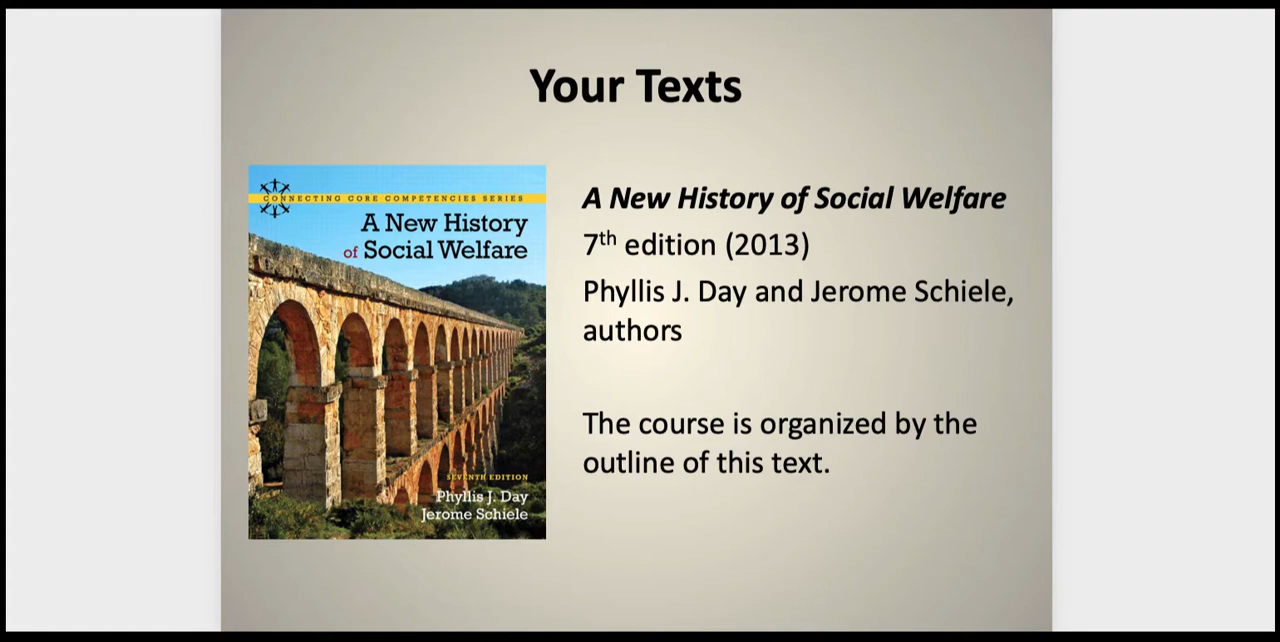 Your Texts
CONNECTING CORE COMPETENCIES SERIES
A New History
of Social Welfare
SEVENTH EDITION
Phyllis J. Day
Jerome Schiele
A New History of Social Welfare
7th edition (2013)
Phyllis J. Day and Jerome Schiele,
authors
The course is organized by the
outline of this text.